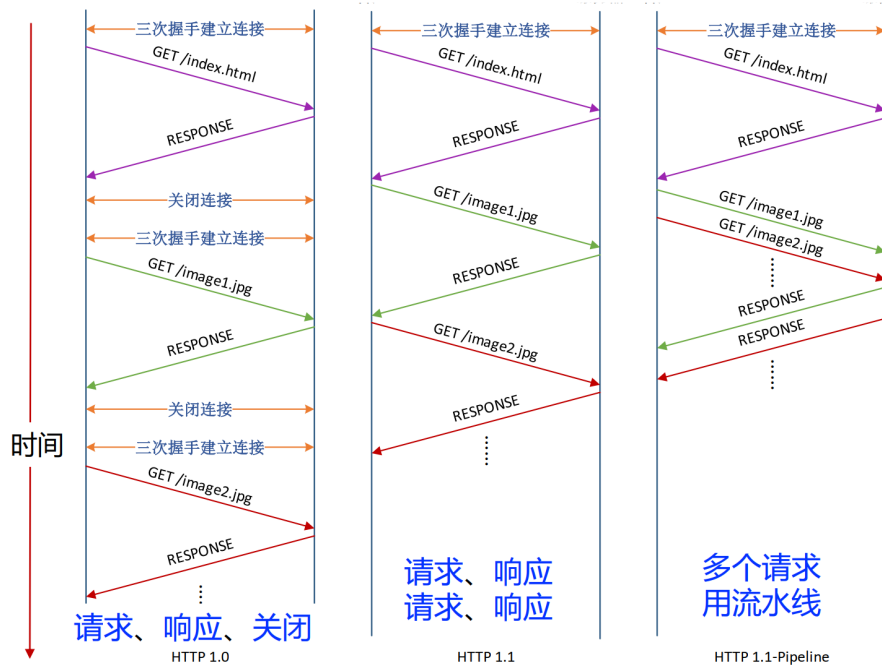 三次握手建立连接
GET /index.html
RESPONSE
关闭连接
三次握手建立连接
GET /image1.jpg
RESPONSE
关闭连接
三次握手建立连接
GET /image2.jpg
RESPONSE
请求、响应、关闭
HTTP 1.0
三次握手建立连接
GET /index.html
RESPONSE
GET /image1.jpg
RESPONSE
GET /image2.jpg
RESPONSE
请求、响应
请求、响应
HTTP 1.1
三次握手建立连接
GET /index.html
RESPONSE
GET /image1.jpg
GET /image2.jpg
RESPONSE
RESPONSE
多个请求
用流水线
HTTP 1.1-Pipeline
时间